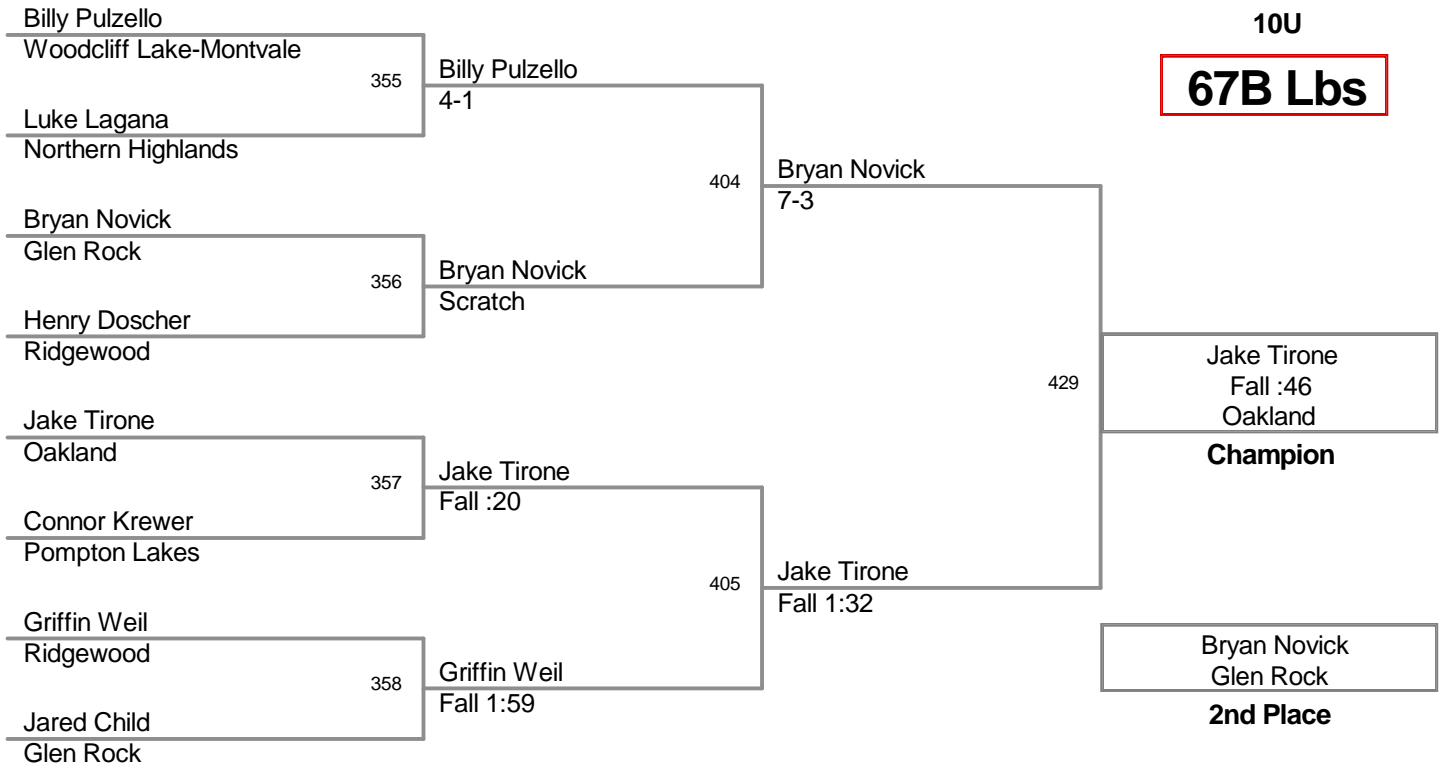 Billy Pulzello
Woodcliff Lake-Montvale
355
Luke Lagana
Northern Highlands
Bryan Novick
Glen Rock
356
Henry Doscher
Ridgewood
Jake Tirone
Oakland
357
Connor Krewer
Pompton Lakes
Griffin Weil
Ridgewood
358
Jared Child
Glen Rock
Billy Pulzello
4-1
404
Bryan Novick
Scratch
Jake Tirone
Fall :20
405
Griffin Weil
Fall 1:59
Bryan Novick
7-3
429
Jake Tirone
Fall 1:32
10U
67B Lbs
Jake Tirone
Fall :46
Oakland
Champion
Bryan Novick
Glen Rock
2nd Place